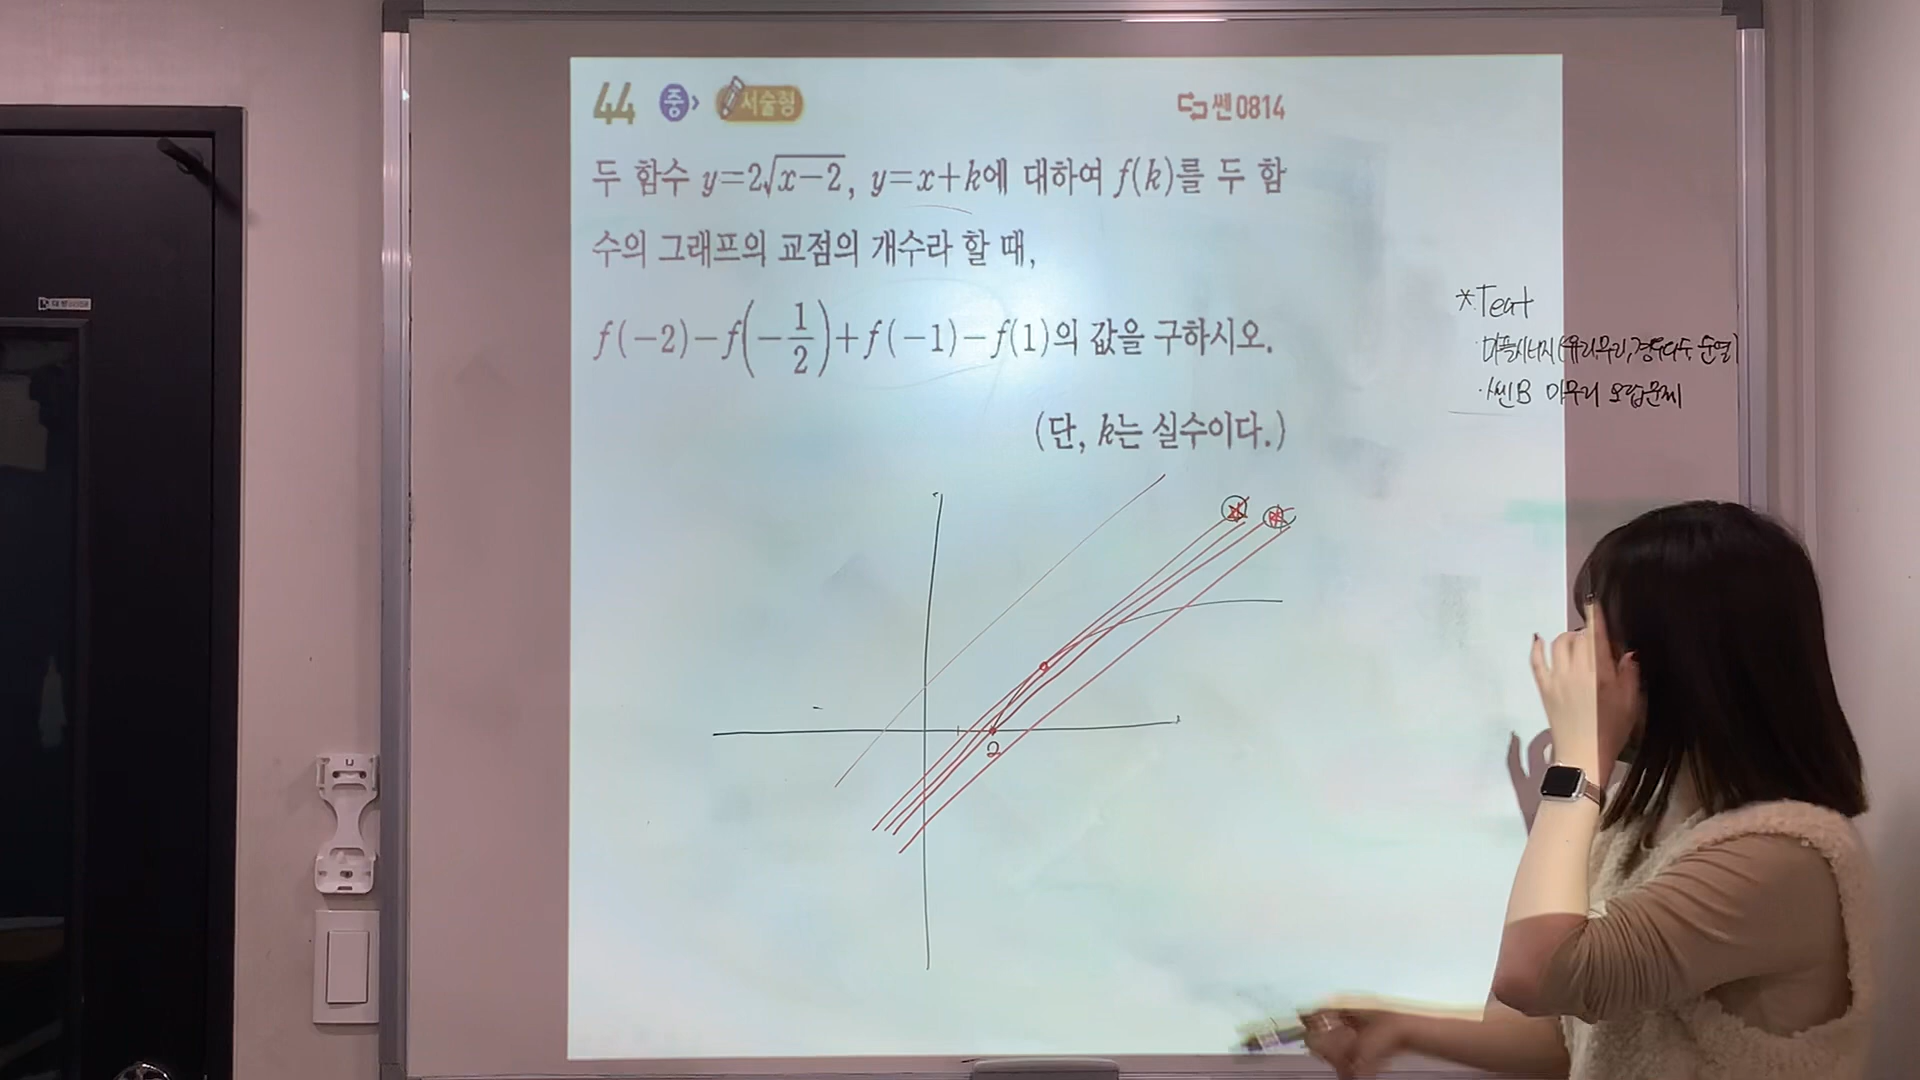 44 중 서술형 쎈 0814
두 함수 y=2√x−2, y=x+k에 대하여 f(k)를 두 함
수의 그래프의 교점의 개수라 할 때,
f(−2)−f(−1/2)+f(−1)−f(1)의 값을 구하시오.
(단, k는 실수이다.)
2
*Test
쎈B 마무리 오답문제